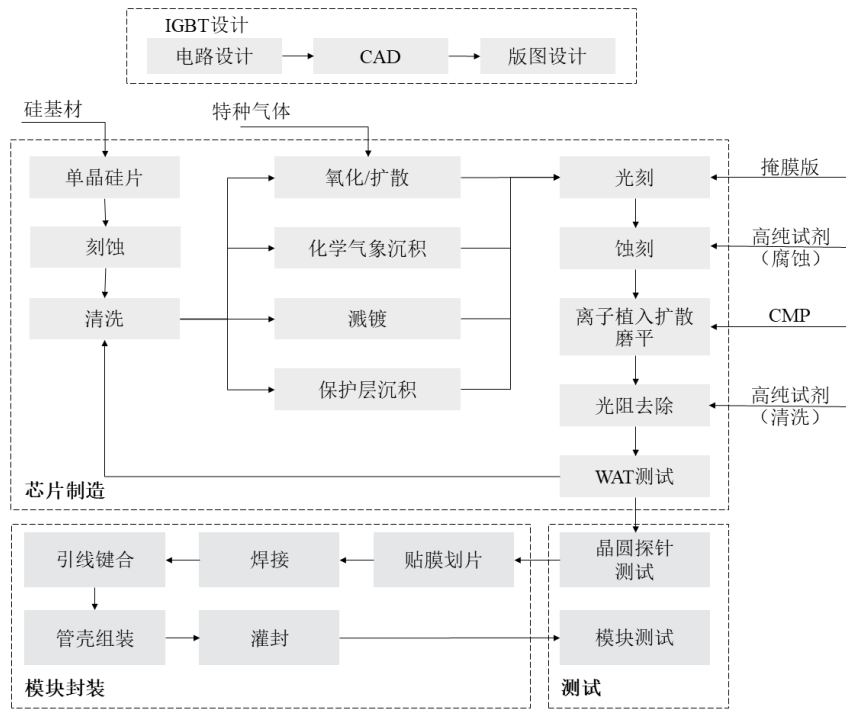 IGBT设计
电路设计
CAD
版图设计
硅基材
特种气体
单晶硅片
氧化/扩散
光刻
掩膜版
刻蚀
化学气象沉积
蚀刻
高纯试剂
（腐蚀）
清洗
溅镀
离子植入扩散
磨平
CMP
保护层沉积
光阻去除
高纯试剂
（清洗）
WAT测试
芯片制造
引线键合
焊接
贴膜划片
晶圆探针
测试
管壳组装
灌封
模块测试
模块封装
测试